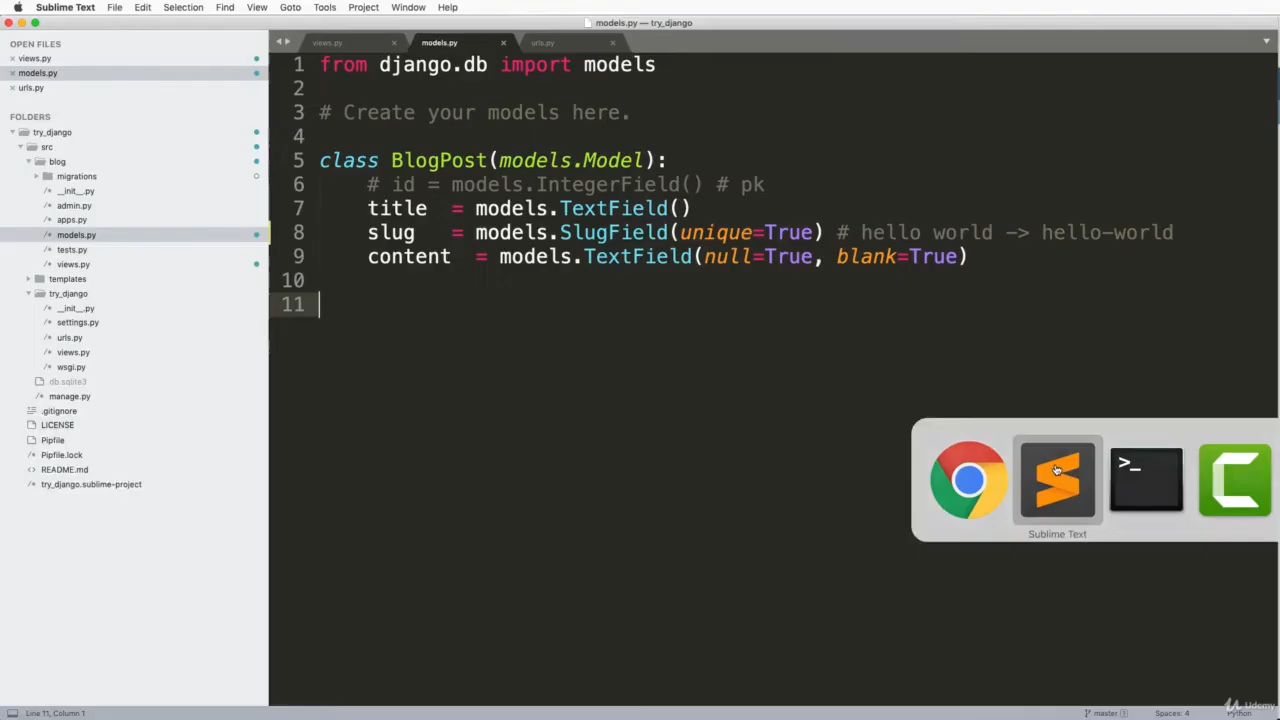 Sublime Text File Edit Selection Find View Goto Tools Project Window Help
models.py — try_django
OPEN FILES
views.py
models.py
urls.py
FOLDERS
try_django
src
blog
migrations
__init__.py
admin.py
apps.py
models.py
tests.py
views.py
templates
try_django
__init__.py
settings.py
urls.py
views.py
wsgi.py
db.sqlite3
manage.py
.gitignore
LICENSE
Pipfile
Pipfile.lock
README.md
try_django.sublime-project
views.py models.py urls.py
1 from django.db import models
2
3 # Create your models here.
4
5 class BlogPost(models.Model):
6 # id = models.IntegerField() # pk
7 title = models.TextField()
8 slug = models.SlugField(unique=True) # hello world -> hello-world
9 content = models.TextField(null=True, blank=True)
10
11
>_
Sublime Text
Line 11, Column 1
master
Spaces: 4
Python
Udemy